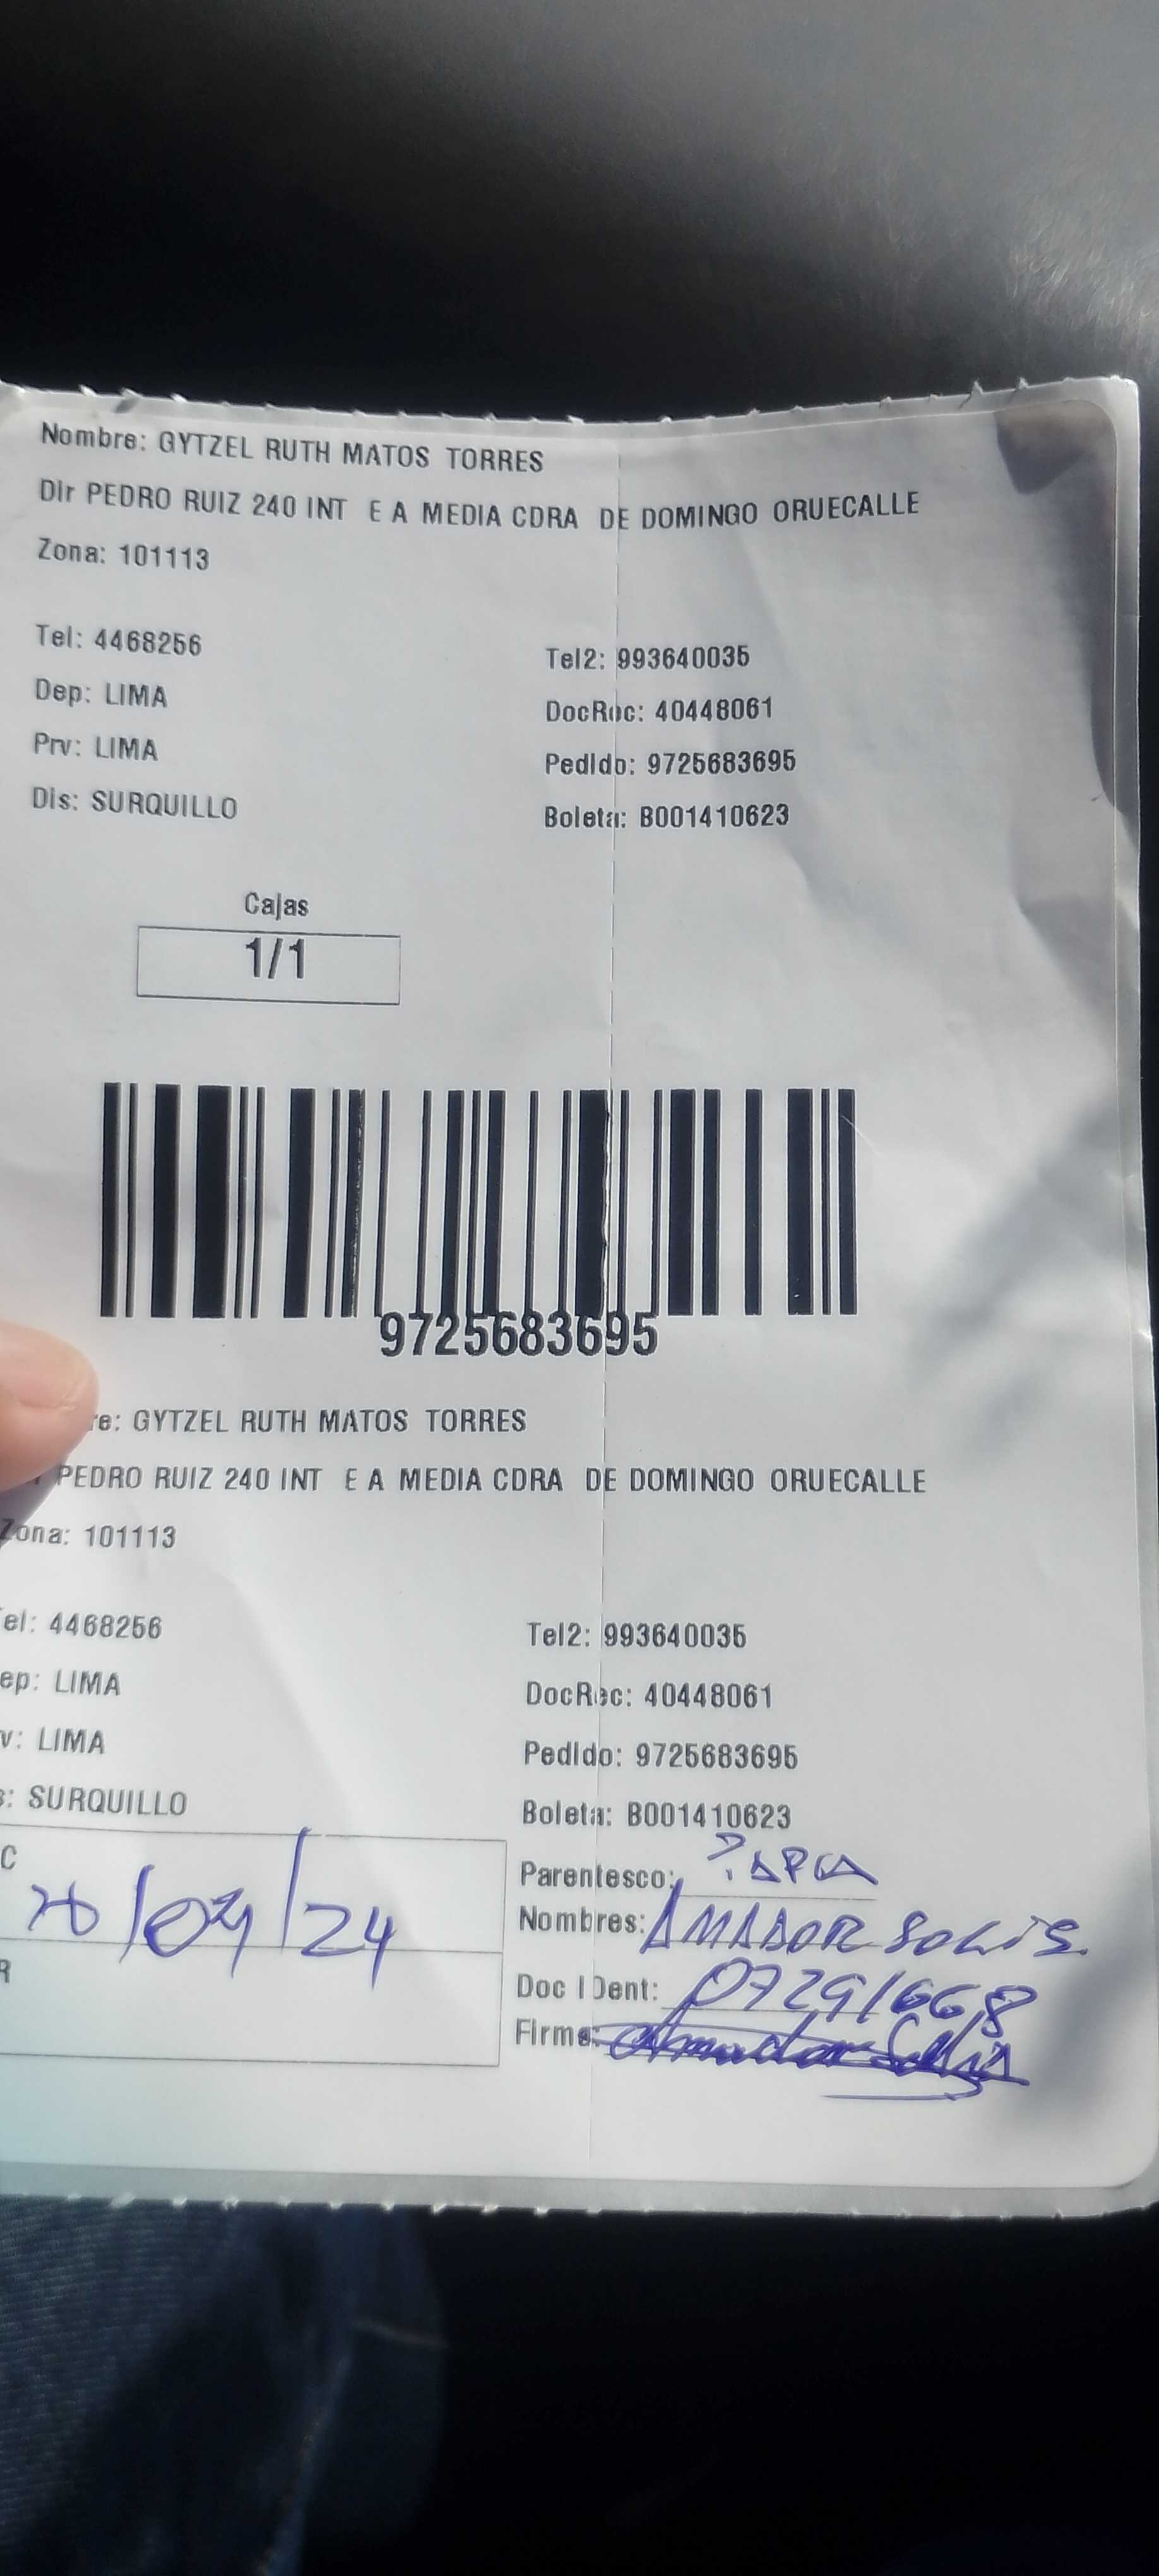 Nombre: GYTZEL RUTH MATOS TORRES
Dir PEDRO RUIZ 240 INT E A MEDIA CDRA DE DOMINGO ORUECALLE
Zona: 101113
Tel: 4468256 Tel2: 993640035
Dep: LIMA DocRec: 40448061
Prv: LIMA Pedido: 9725683695
Dis: SURQUILLO Boleta: B001410623
Cajas
1/1
9725683695
re: GYTZEL RUTH MATOS TORRES
PEDRO RUIZ 240 INT E A MEDIA CDRA DE DOMINGO ORUECALLE
Zona: 101113
el: 4468256 Tel2: 993640035
ep: LIMA DocRec: 40448061
v: LIMA Pedido: 9725683695
s: SURQUILLO Boleta: B001410623
C Parentesco:
/24 Nombres: AMADOR SOLIS
R Doc IDent: 07291668
Firma: Amador Solis